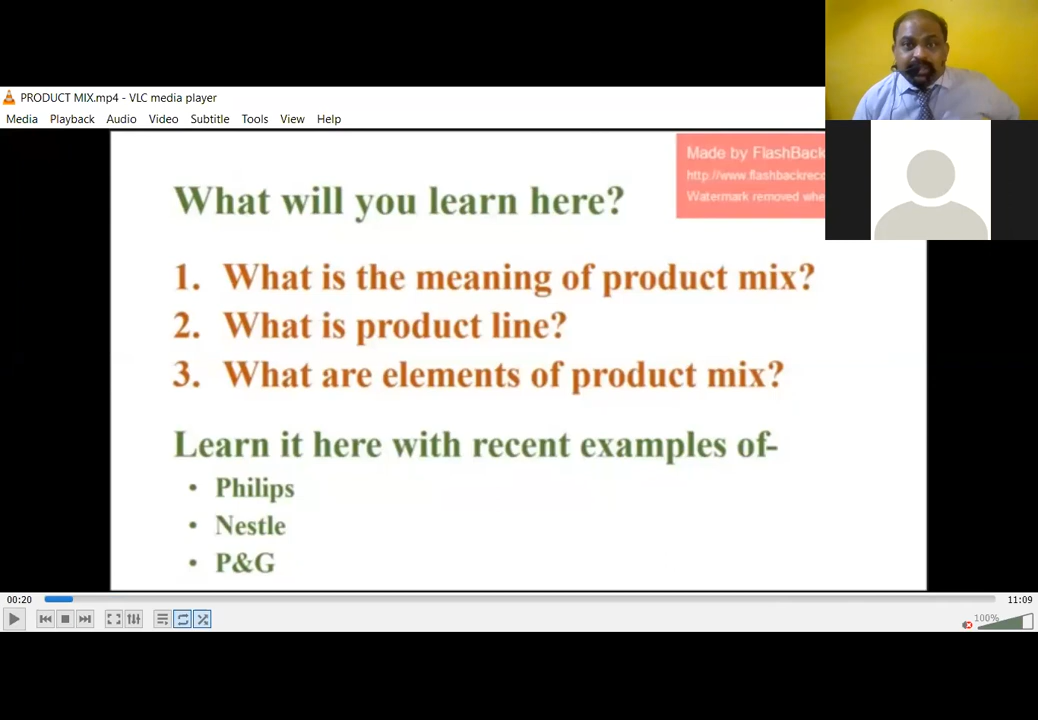 PRODUCT MIX.mp4 - VLC media player
Media Playback Audio Video Subtitle Tools View Help
Made by FlashBack
http://www.flashbackreco
Watermark removed whe
What will you learn here?
1. What is the meaning of product mix?
2. What is product line?
3. What are elements of product mix?
Learn it here with recent examples of-
• Philips
• Nestle
• P&G
00:20
11:09
100%